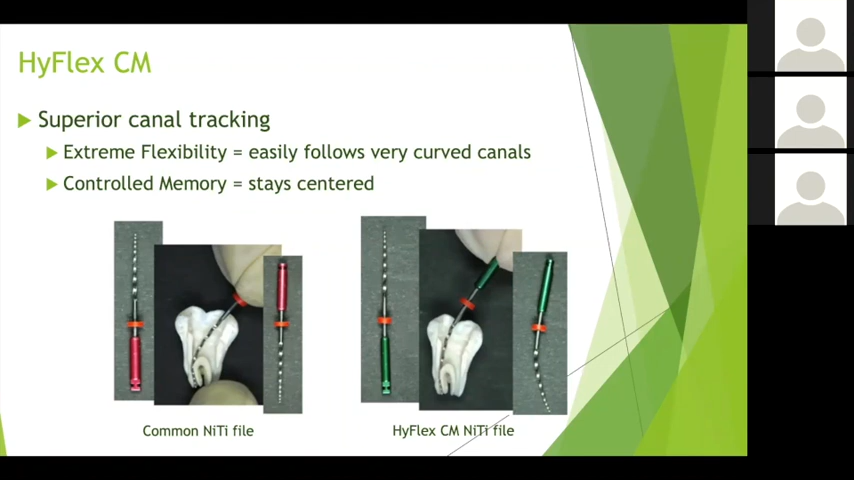 HyFlex CM
Superior canal tracking
Extreme Flexibility = easily follows very curved canals
Controlled Memory = stays centered
Common NiTi file
HyFlex CM NiTi file